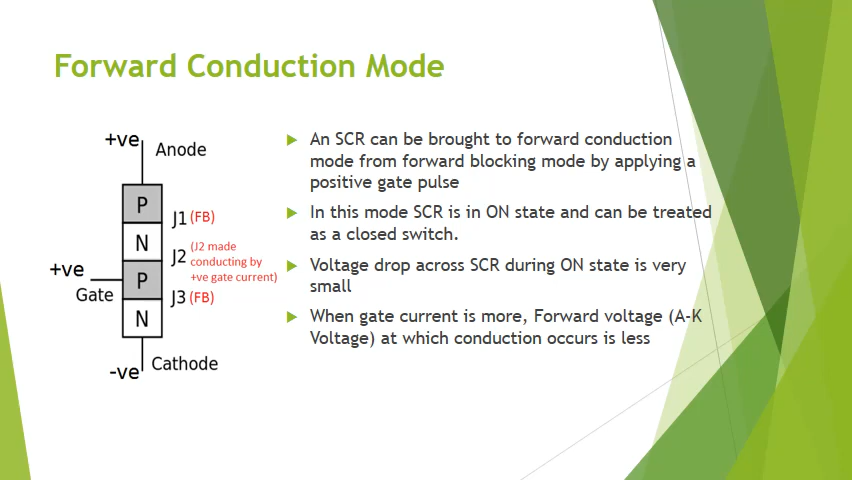 Forward Conduction Mode
+ve
Anode
P
J1 (FB)
N
J2 (J2 made
conducting by
+ve gate current)
+ve
Gate
P
J3 (FB)
N
-ve
Cathode
An SCR can be brought to forward conduction
mode from forward blocking mode by applying a
positive gate pulse
In this mode SCR is in ON state and can be treated
as a closed switch.
Voltage drop across SCR during ON state is very
small
When gate current is more, Forward voltage (A-K
Voltage) at which conduction occurs is less